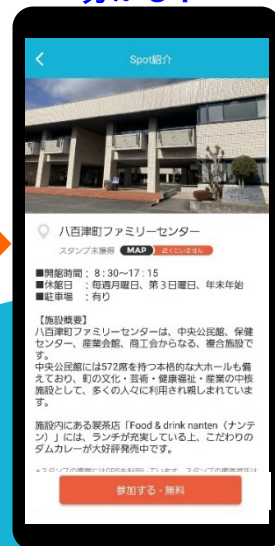 Spot紹介
八百津町ファミリーセンター
スタンプ未獲得 MAP 近くにいません
■開館時間：8:30～17:15
■休館日　：毎週月曜日、第３日曜日、年末年始
■駐車場　：有り
【施設概要】
八百津町ファミリーセンターは、中央公民館、保健
センター、産業会館、商工会からなる、複合施設で
す。
中央公民館には572席を持つ本格的な大ホールも備
えており、町の文化・芸術・健康福祉・産業の中核
施設として、多くの人々に利用され親しまれていま
す。
施設内にある喫茶店「Food & drink nanten（ナンテ
ン）」には、ランチが充実している上、こだわりの
ダムカレーが大好評発売中です。
参加する - 無料